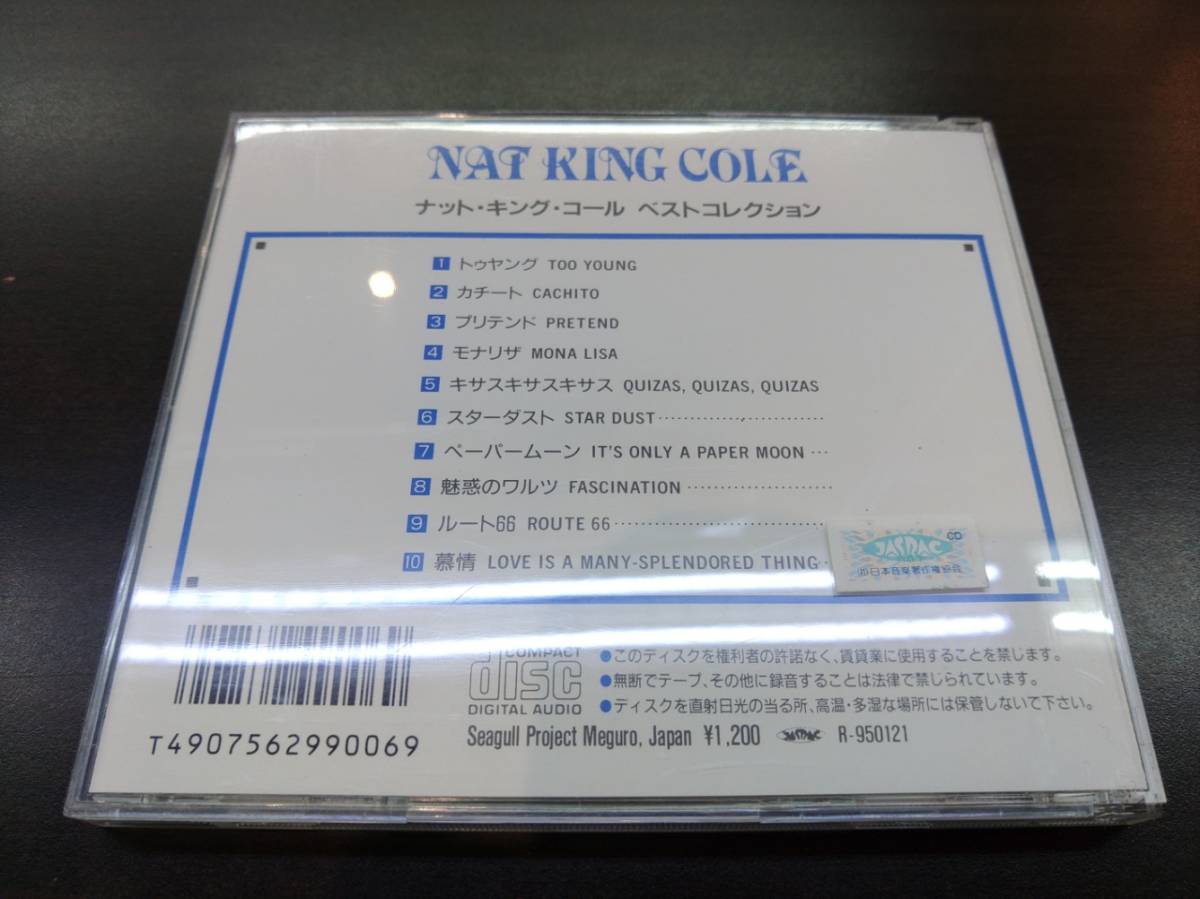 NAT KING COLE
ナット・キング・コール ベストコレクション
1 トゥヤング TOO YOUNG
2 カチート CACHITO
3 プリテンド PRETEND
4 モナリザ MONA LISA
5 キサスキサスキサス QUIZAS, QUIZAS, QUIZAS
6 スターダスト STAR DUST
7 ペーパームーン IT'S ONLY A PAPER MOON
8 魅惑のワルツ FASCINATION
9 ルート66 ROUTE 66
10 慕情 LOVE IS A MANY-SPLENDORED THING
JASRAC CD
(社)日本音楽著作権協会
T4907562990069
COMPACT
disc
DIGITAL AUDIO
●このディスクを権利者の許諾なく、賃貸業に使用することを禁じます。
●無断でテープ、その他に録音することは法律で禁じられています。
●ディスクを直射日光の当る所、高温・多湿な場所には保管しないで下さい。
Seagull Project Meguro, Japan ¥1,200 JASRAC R-950121